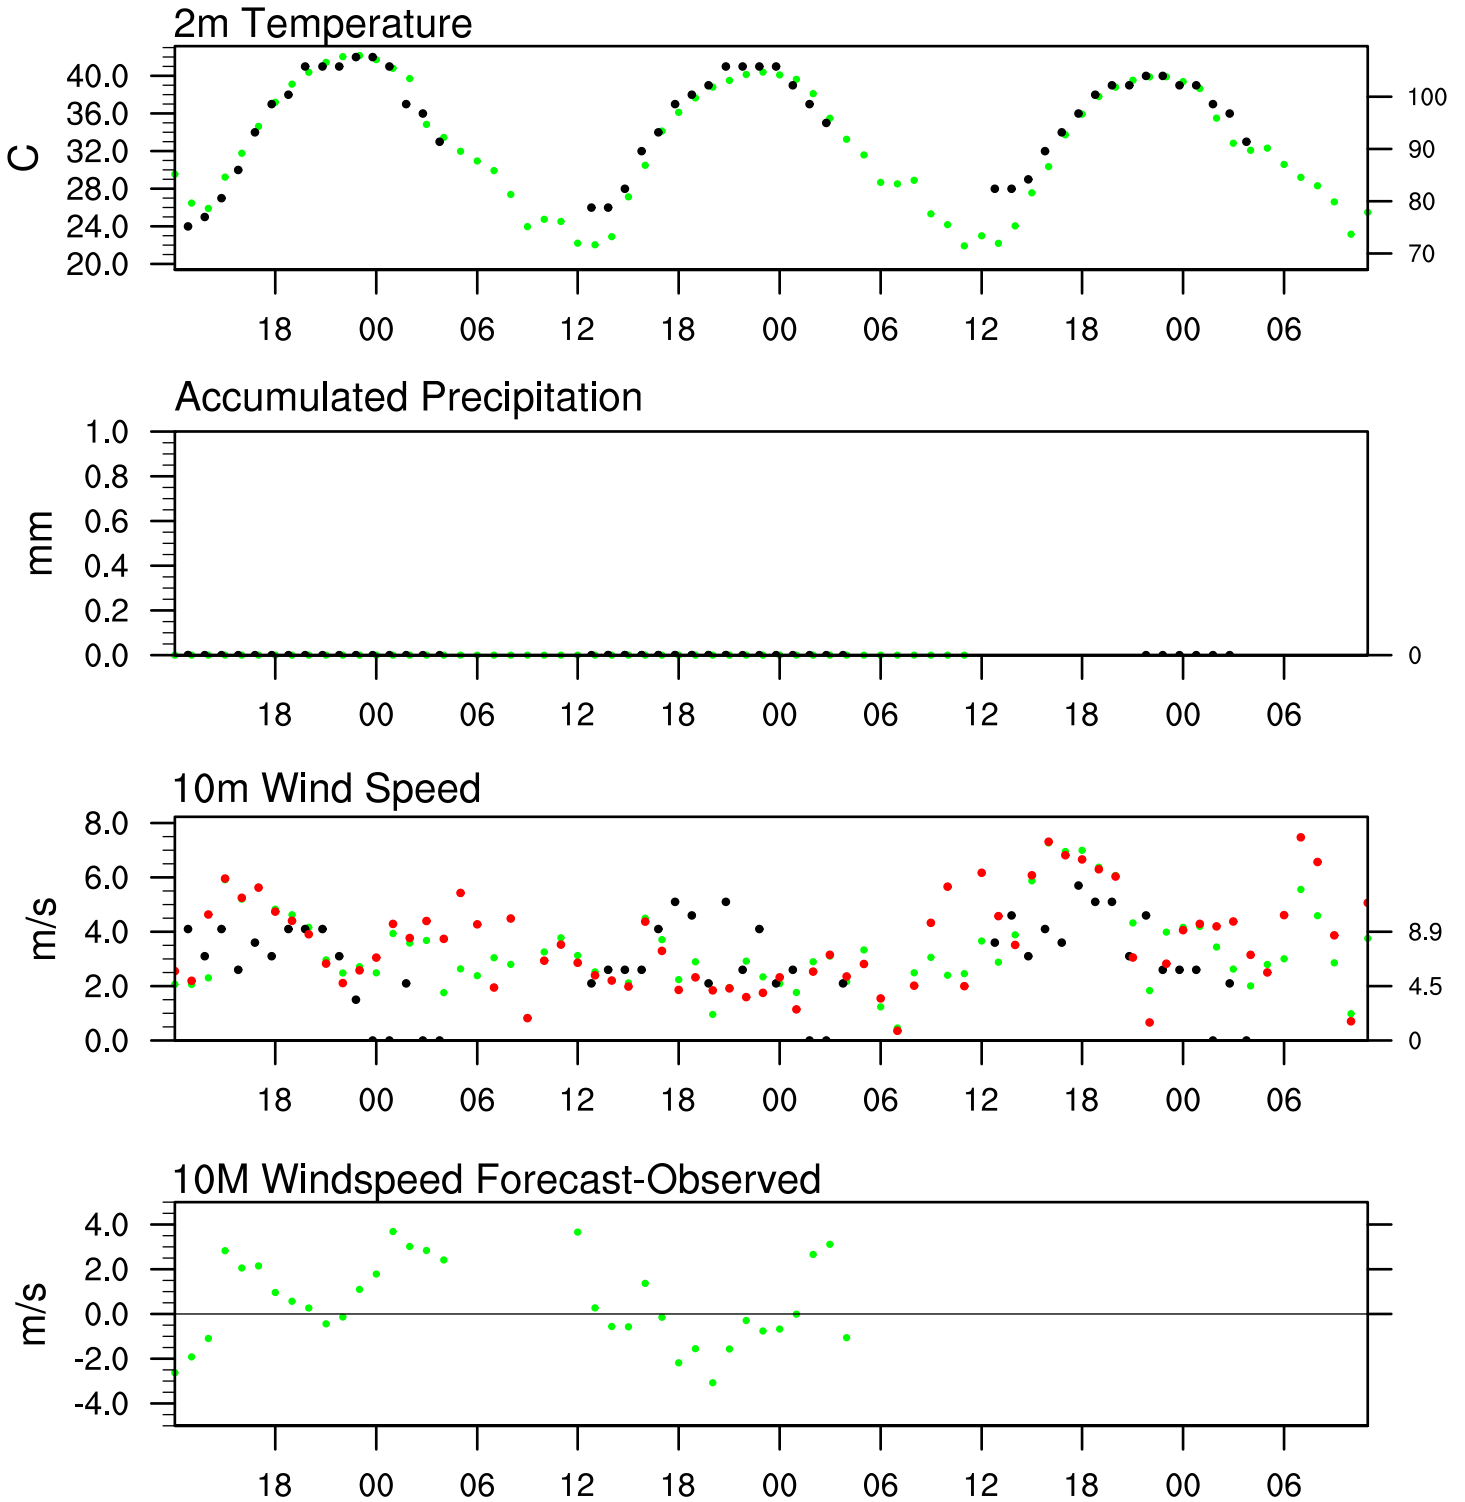 2m Temperature
C
40.0
36.0
32.0
28.0
24.0
20.0
100
90
80
70
18 00 06 12 18 00 06 12 18 00 06
Accumulated Precipitation
mm
1.0
0.8
0.6
0.4
0.2
0.0
0
18 00 06 12 18 00 06 12 18 00 06
10m Wind Speed
m/s
8.0
6.0
4.0
2.0
0.0
8.9
4.5
0
18 00 06 12 18 00 06 12 18 00 06
10M Windspeed Forecast-Observed
m/s
4.0
2.0
0.0
-2.0
-4.0
18 00 06 12 18 00 06 12 18 00 06